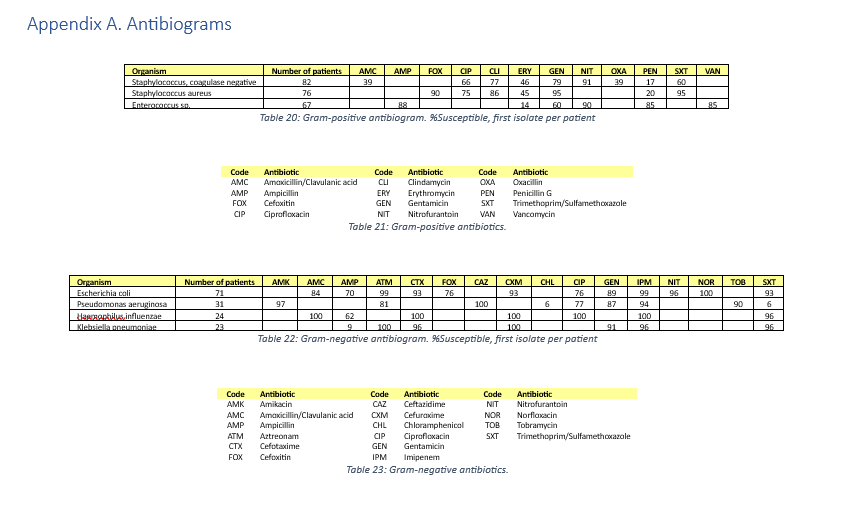 Appendix A. Antibiograms
Organism Number of patients AMC AMP FOX CIP CLI ERY GEN NIT OXA PEN SXT VAN
Staphylococcus, coagulase negative 82 39 66 77 46 79 91 39 17 60
Staphylococcus aureus 76 90 75 86 45 95 20 95
Enterococcus sp. 67 88 14 60 90 85 85
Table 20: Gram-positive antibiogram. %Susceptible, first isolate per patient
Code Antibiotic Code Antibiotic Code Antibiotic
AMC Amoxicillin/Clavulanic acid CLI Clindamycin OXA Oxacillin
AMP Ampicillin ERY Erythromycin PEN Penicillin G
FOX Cefoxitin GEN Gentamicin SXT Trimethoprim/Sulfamethoxazole
CIP Ciprofloxacin NIT Nitrofurantoin VAN Vancomycin
Table 21: Gram-positive antibiotics.
Organism Number of patients AMK AMC AMP ATM CTX FOX CAZ CXM CHL CIP GEN IPM NIT NOR TOB SXT
Escherichia coli 71 84 70 99 93 76 93 76 89 99 96 100 93
Pseudomonas aeruginosa 31 97 81 100 6 77 87 94 90 6
Haemophilus influenzae 24 100 62 100 100 100 100 96
Klebsiella pneumoniae 23 9 100 96 100 91 96 96
Table 22: Gram-negative antibiogram. %Susceptible, first isolate per patient
Code Antibiotic Code Antibiotic Code Antibiotic
AMK Amikacin CAZ Ceftazidime NIT Nitrofurantoin
AMC Amoxicillin/Clavulanic acid CXM Cefuroxime NOR Norfloxacin
AMP Ampicillin CHL Chloramphenicol TOB Tobramycin
ATM Aztreonam CIP Ciprofloxacin SXT Trimethoprim/Sulfamethoxazole
CTX Cefotaxime GEN Gentamicin
FOX Cefoxitin IPM Imipenem
Table 23: Gram-negative antibiotics.